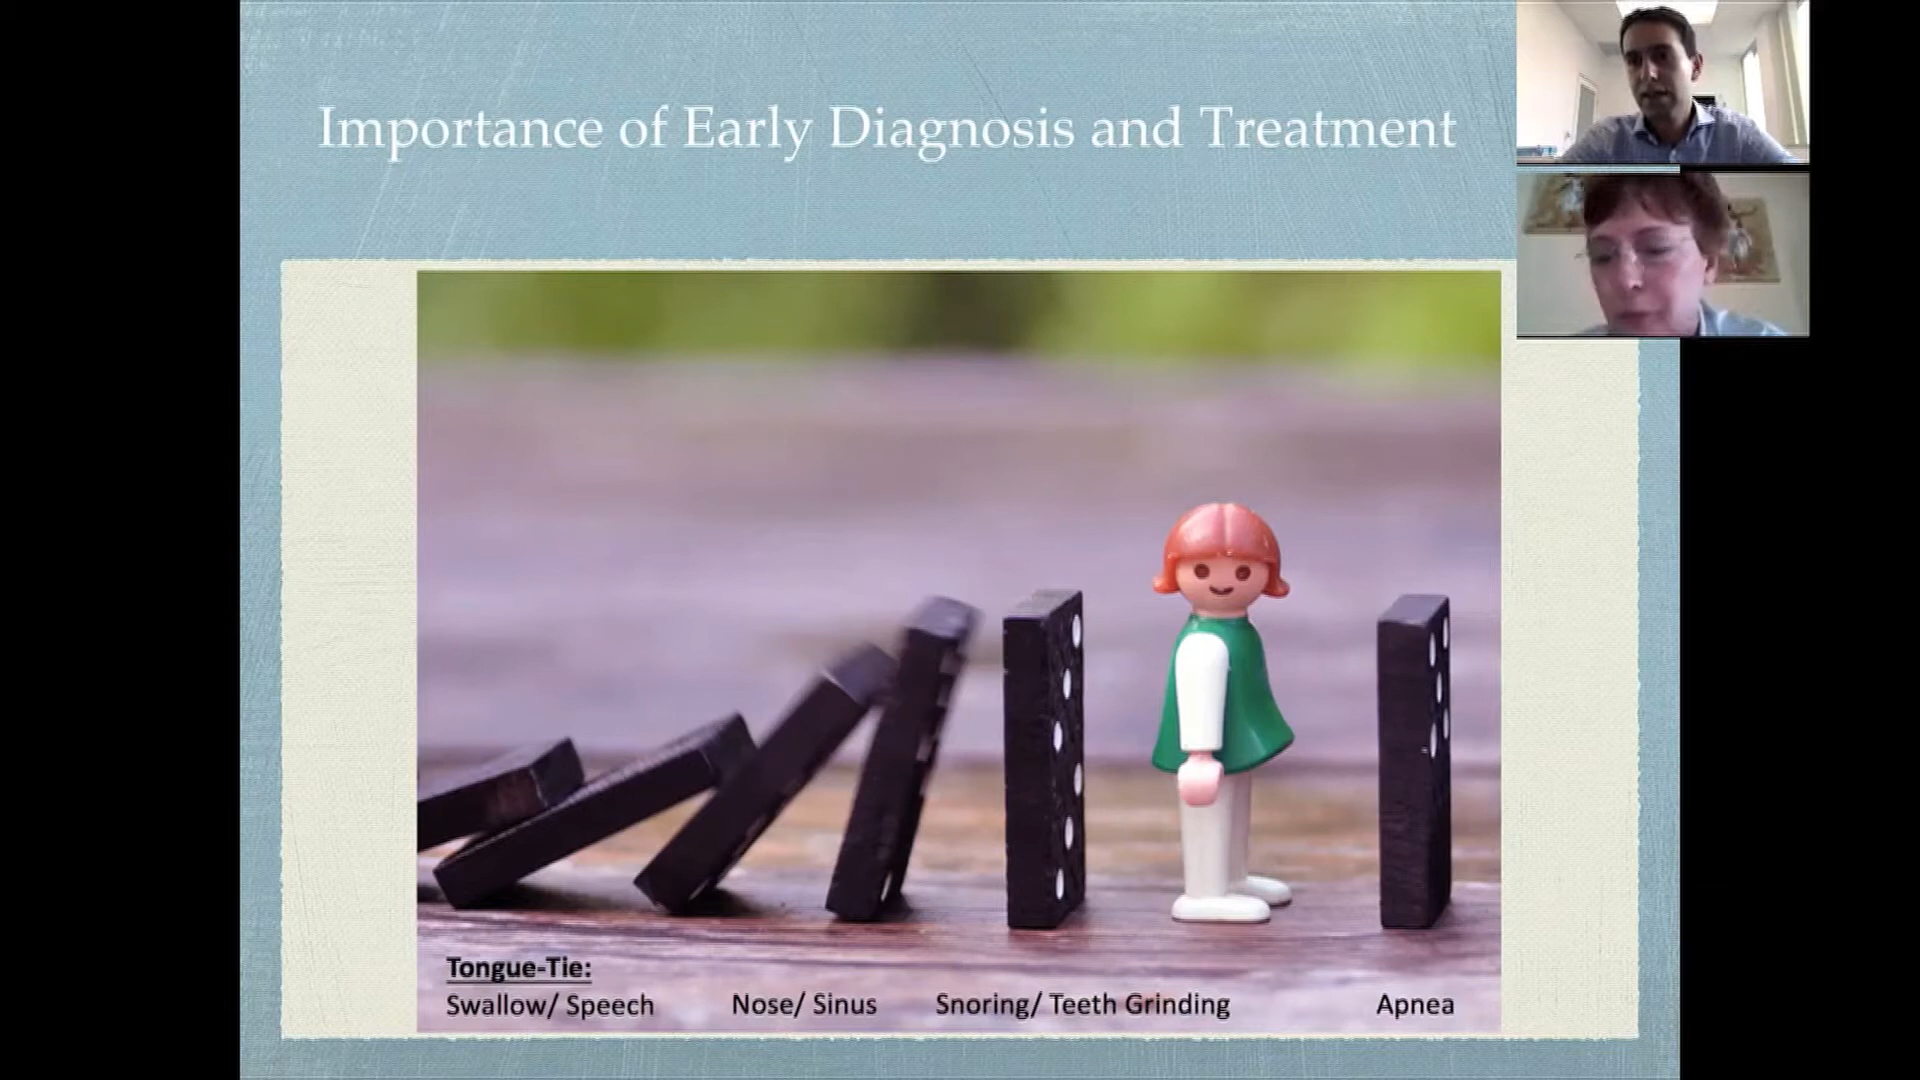 Importance of Early Diagnosis and Treatment
Tongue-Tie:
Swallow/ Speech Nose/ Sinus Snoring/ Teeth Grinding Apnea